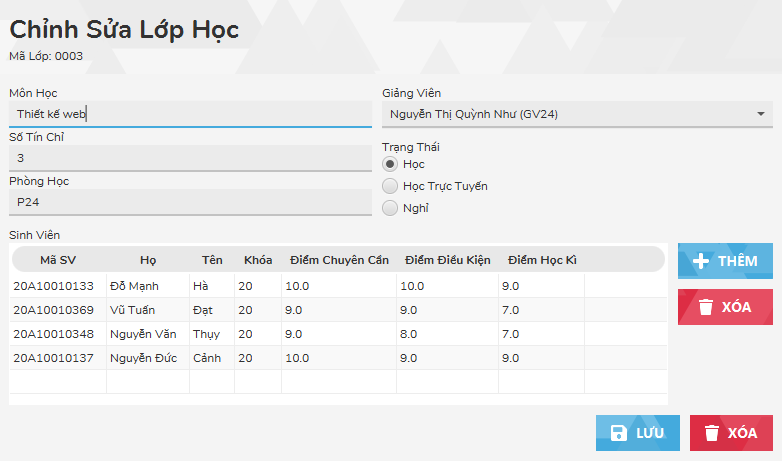 Chỉnh Sửa Lớp Học
Mã Lớp: 0003
Môn Học
Thiết kế web
Số Tín Chỉ
3
Phòng Học
P24
Giảng Viên
Nguyễn Thị Quỳnh Như (GV24)
Trạng Thái
Học
Học Trực Tuyến
Nghỉ
Sinh Viên
Mã SV Họ Tên Khóa Điểm Chuyên Cần Điểm Điều Kiện Điểm Học Kì
20A10010133 Đỗ Mạnh Hà 20 10.0 10.0 9.0
20A10010369 Vũ Tuấn Đạt 20 9.0 9.0 7.0
20A10010348 Nguyễn Văn Thụy 20 9.0 8.0 7.0
20A10010137 Nguyễn Đức Cảnh 20 10.0 9.0 9.0
THÊM
XÓA
LƯU
XÓA